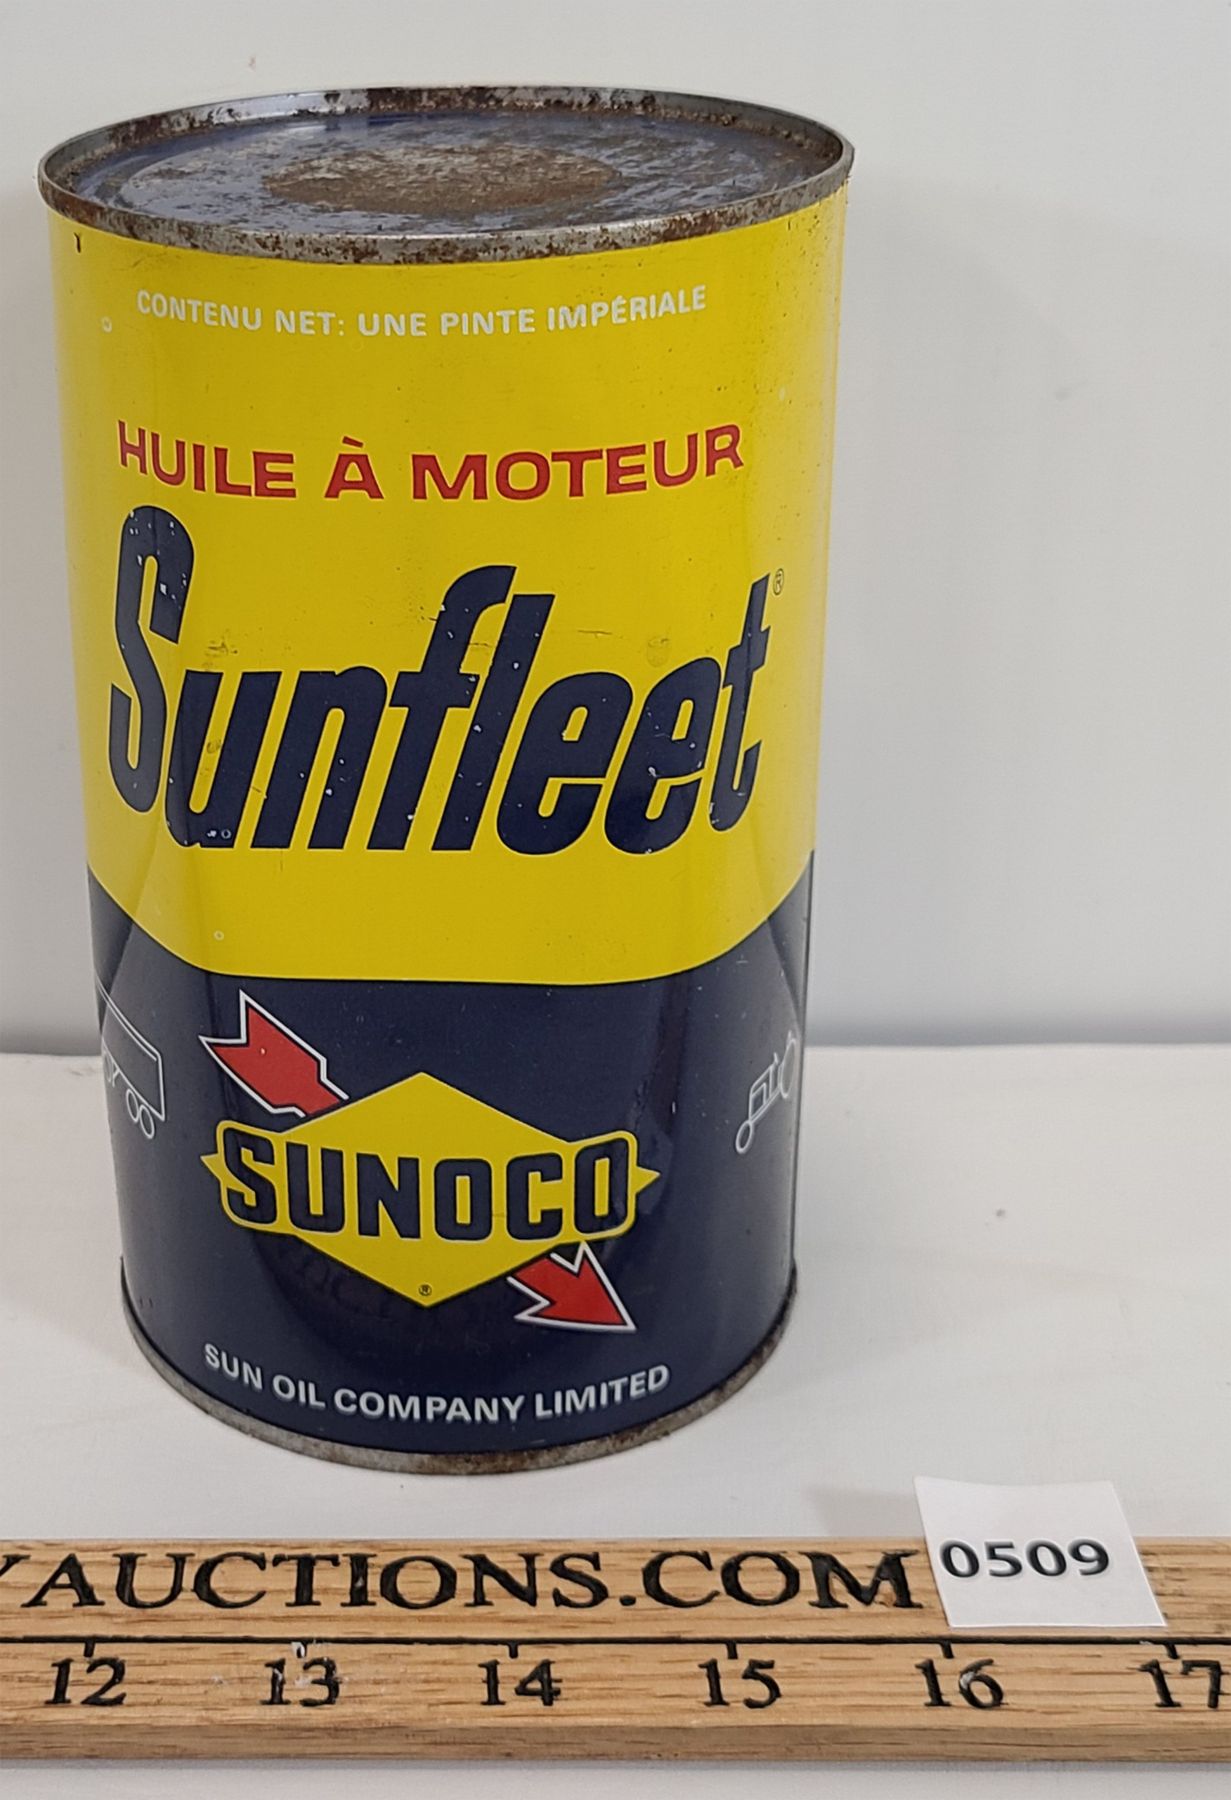 CONTENU NET: UNE PINTE IMPÉRIALE
HUILE À MOTEUR
Sunfleet®
SUNOCO
®
SUN OIL COMPANY LIMITED
0509
AUCTIONS.COM
12 13 14 15 16 17